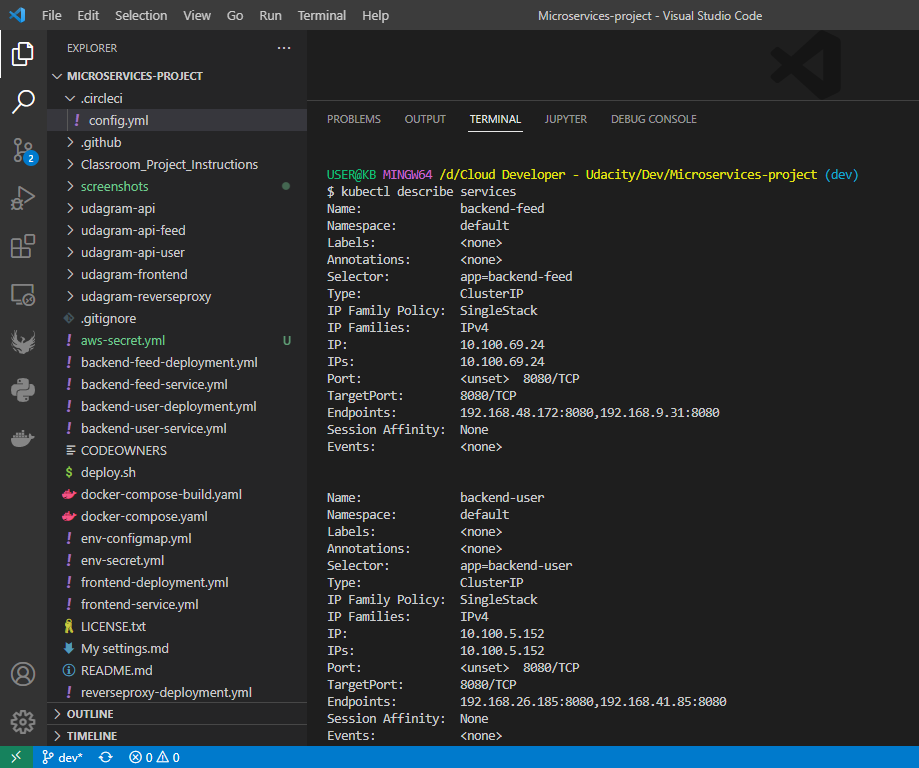 File Edit Selection View Go Run Terminal Help Microservices-project - Visual Studio Code
EXPLORER ...
MICROSERVICES-PROJECT
.circleci
! config.yml
.github
Classroom_Project_Instructions
screenshots
udagram-api
udagram-api-feed
udagram-api-user
udagram-frontend
udagram-reverseproxy
.gitignore
! aws-secret.yml U
! backend-feed-deployment.yml
! backend-feed-service.yml
! backend-user-deployment.yml
! backend-user-service.yml
CODEOWNERS
$ deploy.sh
docker-compose-build.yaml
docker-compose.yaml
! env-configmap.yml
! env-secret.yml
! frontend-deployment.yml
! frontend-service.yml
LICENSE.txt
My settings.md
README.md
! reverseproxy-deployment.yml
OUTLINE
TIMELINE
2
PROBLEMS OUTPUT TERMINAL JUPYTER DEBUG CONSOLE
USER@KB MINGW64 /d/Cloud Developer - Udacity/Dev/Microservices-project (dev)
$ kubectl describe services
Name: backend-feed
Namespace: default
Labels: <none>
Annotations: <none>
Selector: app=backend-feed
Type: ClusterIP
IP Family Policy: SingleStack
IP Families: IPv4
IP: 10.100.69.24
IPs: 10.100.69.24
Port: <unset> 8080/TCP
TargetPort: 8080/TCP
Endpoints: 192.168.48.172:8080,192.168.9.31:8080
Session Affinity: None
Events: <none>
Name: backend-user
Namespace: default
Labels: <none>
Annotations: <none>
Selector: app=backend-user
Type: ClusterIP
IP Family Policy: SingleStack
IP Families: IPv4
IP: 10.100.5.152
IPs: 10.100.5.152
Port: <unset> 8080/TCP
TargetPort: 8080/TCP
Endpoints: 192.168.26.185:8080,192.168.41.85:8080
Session Affinity: None
Events: <none>
dev* 0 0